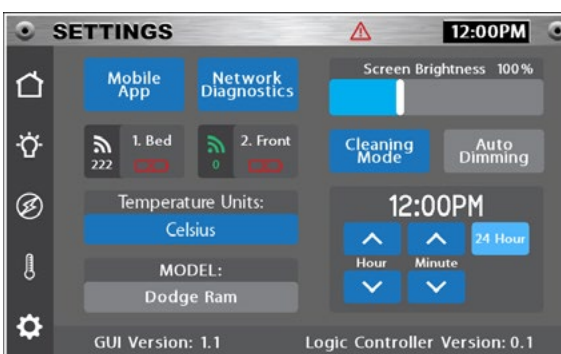 SETTINGS
12:00PM
Mobile
App
Network
Diagnostics
Screen Brightness 100%
222
1. Bed
0
2. Front
Cleaning
Mode
Auto
Dimming
Temperature Units:
Celsius
12:00PM
24 Hour
Hour
Minute
MODEL:
Dodge Ram
GUI Version: 1.1
Logic Controller Version: 0.1